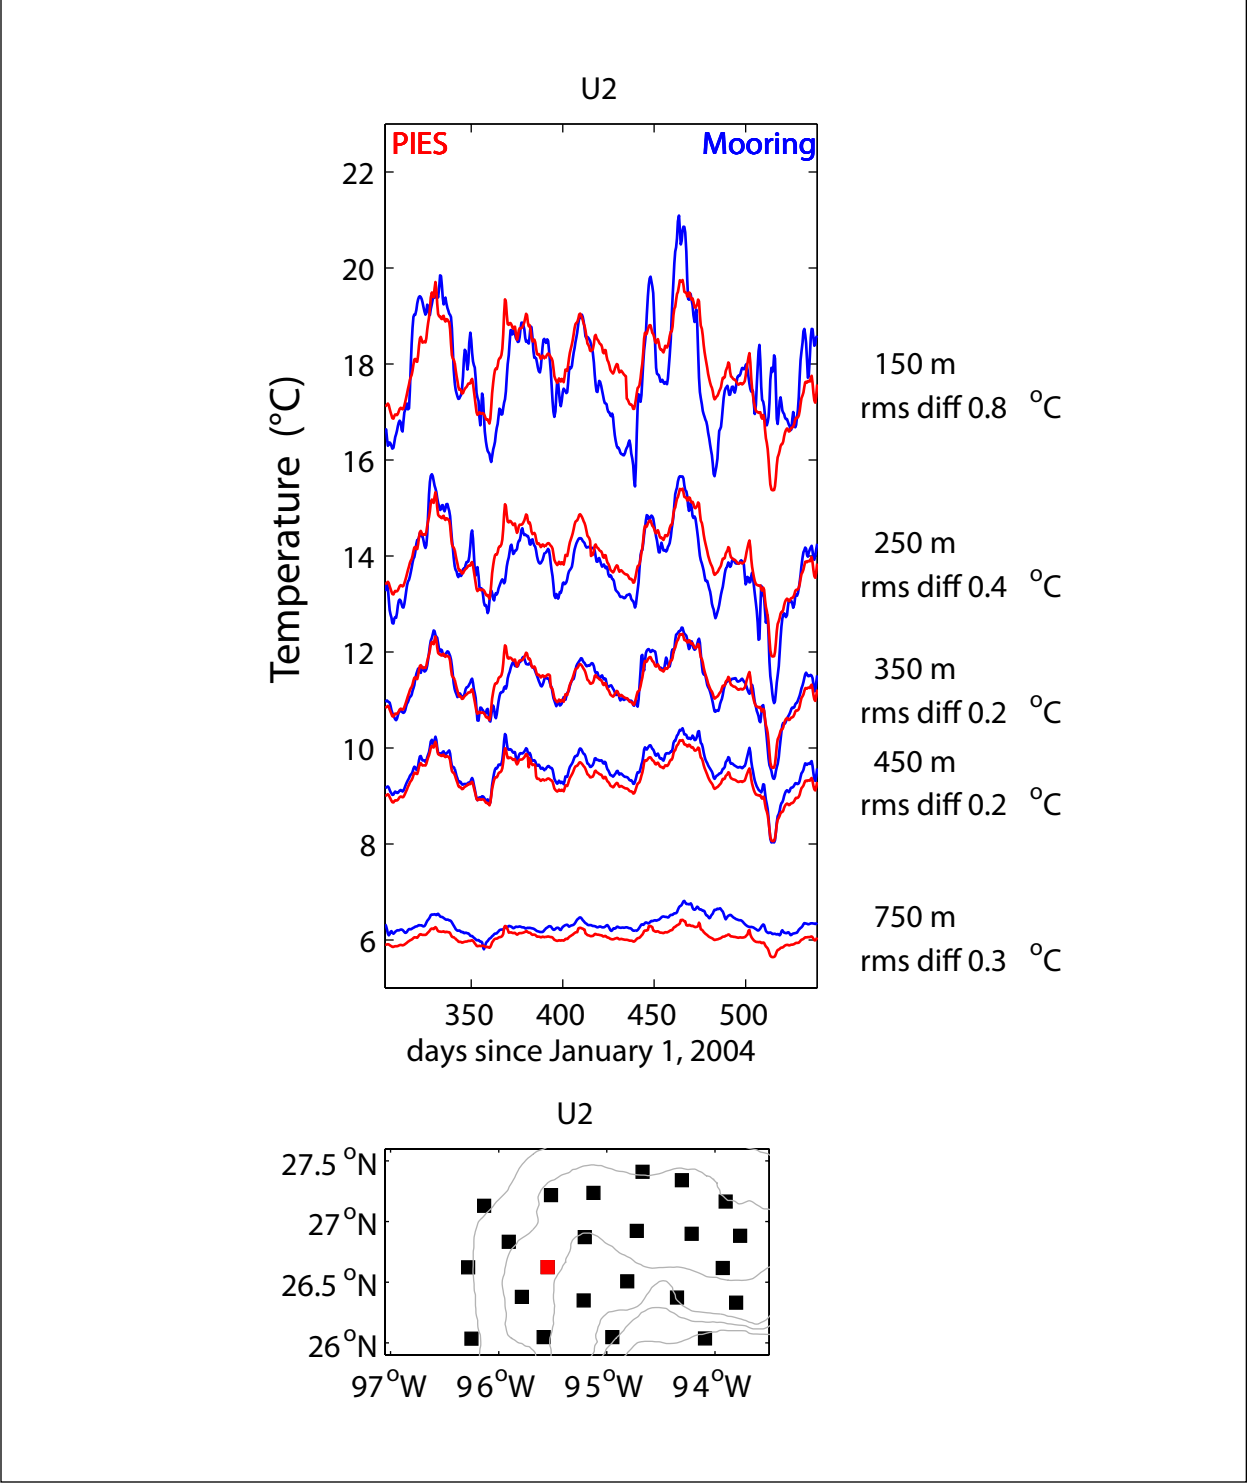 U2
PIES Mooring
22
20
18
16
14
12
10
8
6
Temperature (°C)
150 m
rms diff 0.8 °C
250 m
rms diff 0.4 °C
350 m
rms diff 0.2 °C
450 m
rms diff 0.2 °C
750 m
rms diff 0.3 °C
350 400 450 500
days since January 1, 2004
U2
27.5 °N
27°N
26.5 °N
26°N
97°W 96°W 95°W 94°W